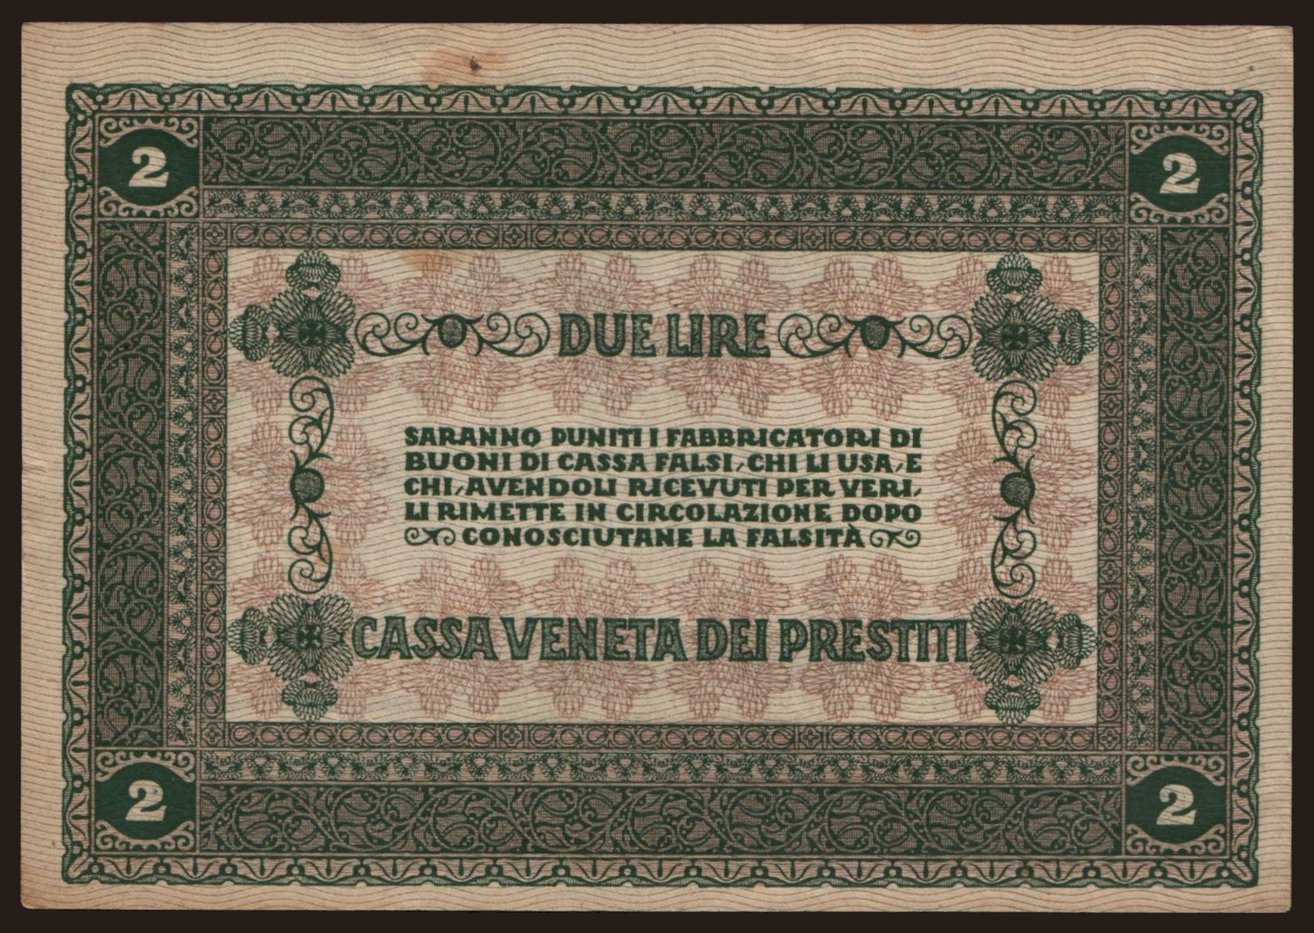 2 2
DUE LIRE
SARANNO PUNITI I FABBRICATORI DI
BUONI DI CASSA FALSI, CHI LI USA, E
CHI, AVENDOLI RICEVUTI PER VERI,
LI RIMETTE IN CIRCOLAZIONE DOPO
CONOSCIUTANE LA FALSITÀ
CASSA VENETA DEI PRESTITI
2 2